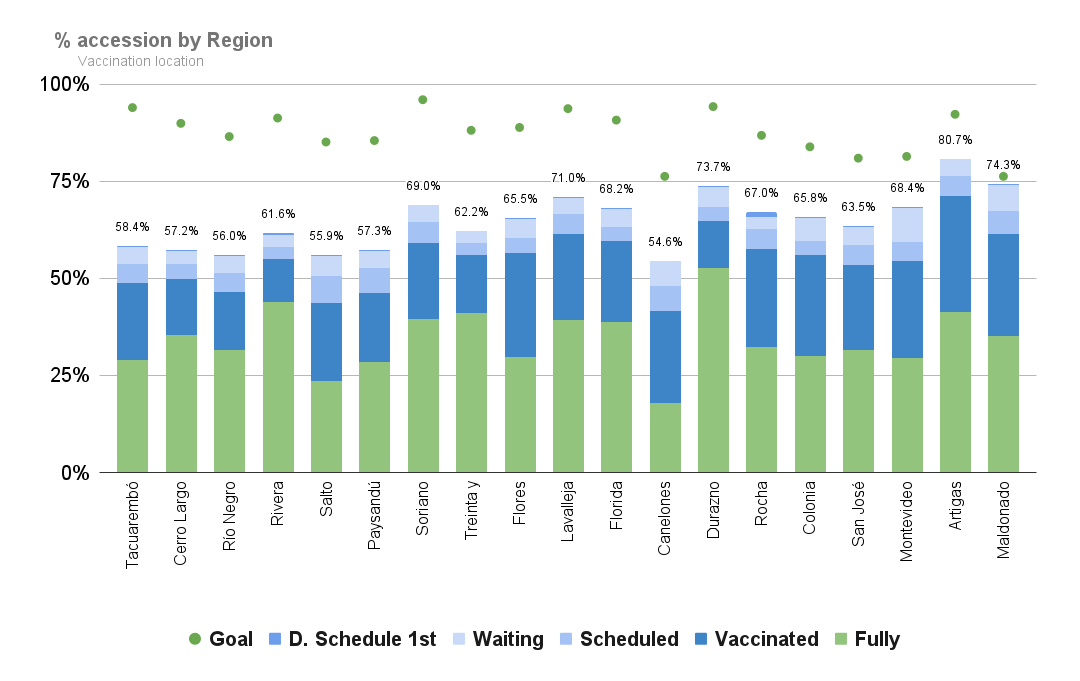 % accession by Region
Vaccination location
100%
75%
50%
25%
0%
58.4%
57.2%
56.0%
61.6%
55.9%
57.3%
69.0%
62.2%
65.5%
71.0%
68.2%
54.6%
73.7%
67.0%
65.8%
63.5%
68.4%
80.7%
74.3%
Tacuarembó
Cerro Largo
Río Negro
Rivera
Salto
Paysandú
Soriano
Treinta y
Flores
Lavalleja
Florida
Canelones
Durazno
Rocha
Colonia
San José
Montevideo
Artigas
Maldonado
Goal D. Schedule 1st Waiting Scheduled Vaccinated Fully